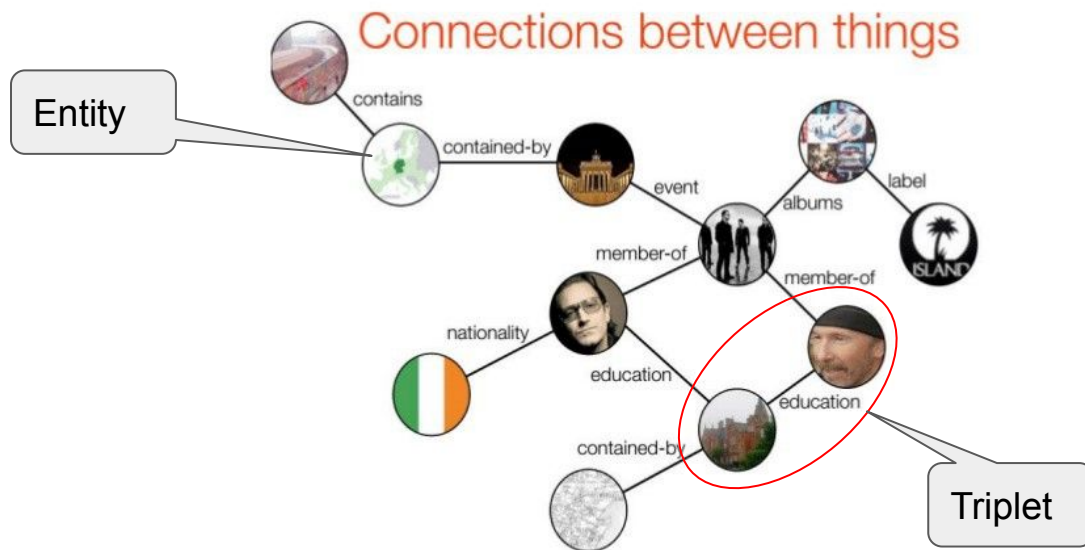 Connections between things
contains
Entity
contained-by
event
albums
label
ISLAND
member-of
member-of
nationality
education
education
contained-by
Triplet